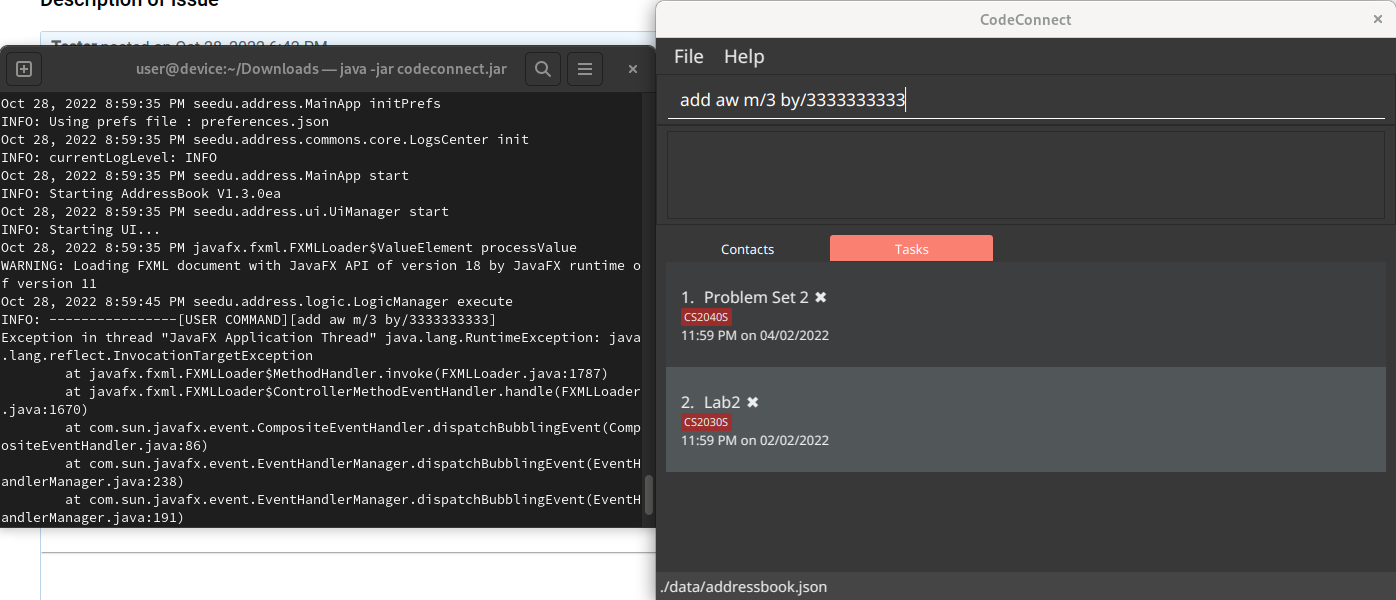 Description of Issue
Tester posted on Oct 28, 2022 6:42 PM
user@device:~/Downloads — java -jar codeconnect.jar
Oct 28, 2022 8:59:35 PM seedu.address.MainApp initPrefs
INFO: Using prefs file : preferences.json
Oct 28, 2022 8:59:35 PM seedu.address.commons.core.LogsCenter init
INFO: currentLogLevel: INFO
Oct 28, 2022 8:59:35 PM seedu.address.MainApp start
INFO: Starting AddressBook V1.3.0ea
Oct 28, 2022 8:59:35 PM seedu.address.ui.UiManager start
INFO: Starting UI...
Oct 28, 2022 8:59:35 PM javafx.fxml.FXMLLoader$ValueElement processValue
WARNING: Loading FXML document with JavaFX API of version 18 by JavaFX runtime o
f version 11
Oct 28, 2022 8:59:45 PM seedu.address.logic.LogicManager execute
INFO: ----------------[USER COMMAND][add aw m/3 by/3333333333]
Exception in thread "JavaFX Application Thread" java.lang.RuntimeException: java
.lang.reflect.InvocationTargetException
at javafx.fxml.FXMLLoader$MethodHandler.invoke(FXMLLoader.java:1787)
at javafx.fxml.FXMLLoader$ControllerMethodEventHandler.handle(FXMLLoader
.java:1670)
at com.sun.javafx.event.CompositeEventHandler.dispatchBubblingEvent(Comp
ositeEventHandler.java:86)
at com.sun.javafx.event.EventHandlerManager.dispatchBubblingEvent(EventH
andlerManager.java:238)
at com.sun.javafx.event.EventHandlerManager.dispatchBubblingEvent(EventH
andlerManager.java:191)
CodeConnect
File Help
add aw m/3 by/3333333333
Contacts Tasks
1. Problem Set 2 ✖
CS2040S
11:59 PM on 04/02/2022
2. Lab2 ✖
CS2030S
11:59 PM on 02/02/2022
./data/addressbook.json